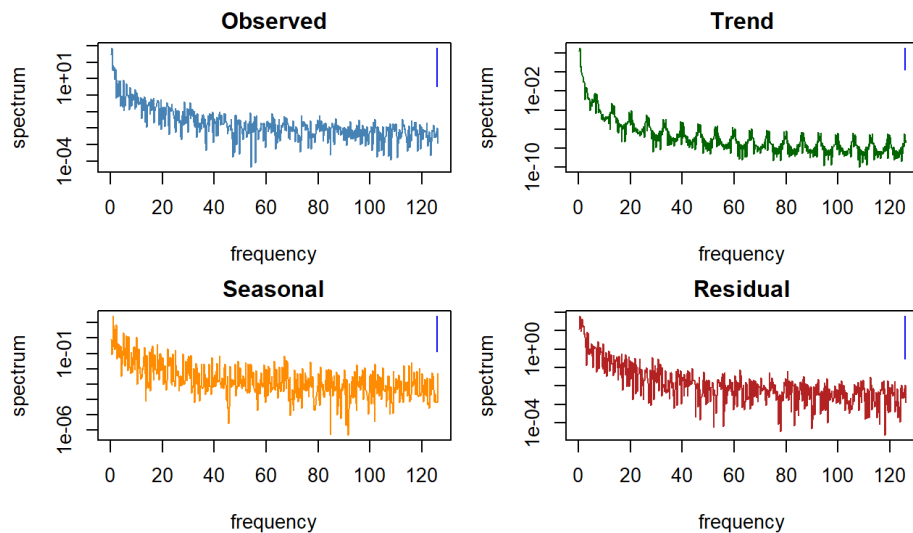 Observed
spectrum
1e+01
1e-04
0 20 40 60 80 100 120
frequency
Trend
spectrum
1e-02
1e-10
0 20 40 60 80 100 120
frequency
Seasonal
spectrum
1e-01
1e-06
0 20 40 60 80 100 120
frequency
Residual
spectrum
1e+00
1e-04
0 20 40 60 80 100 120
frequency